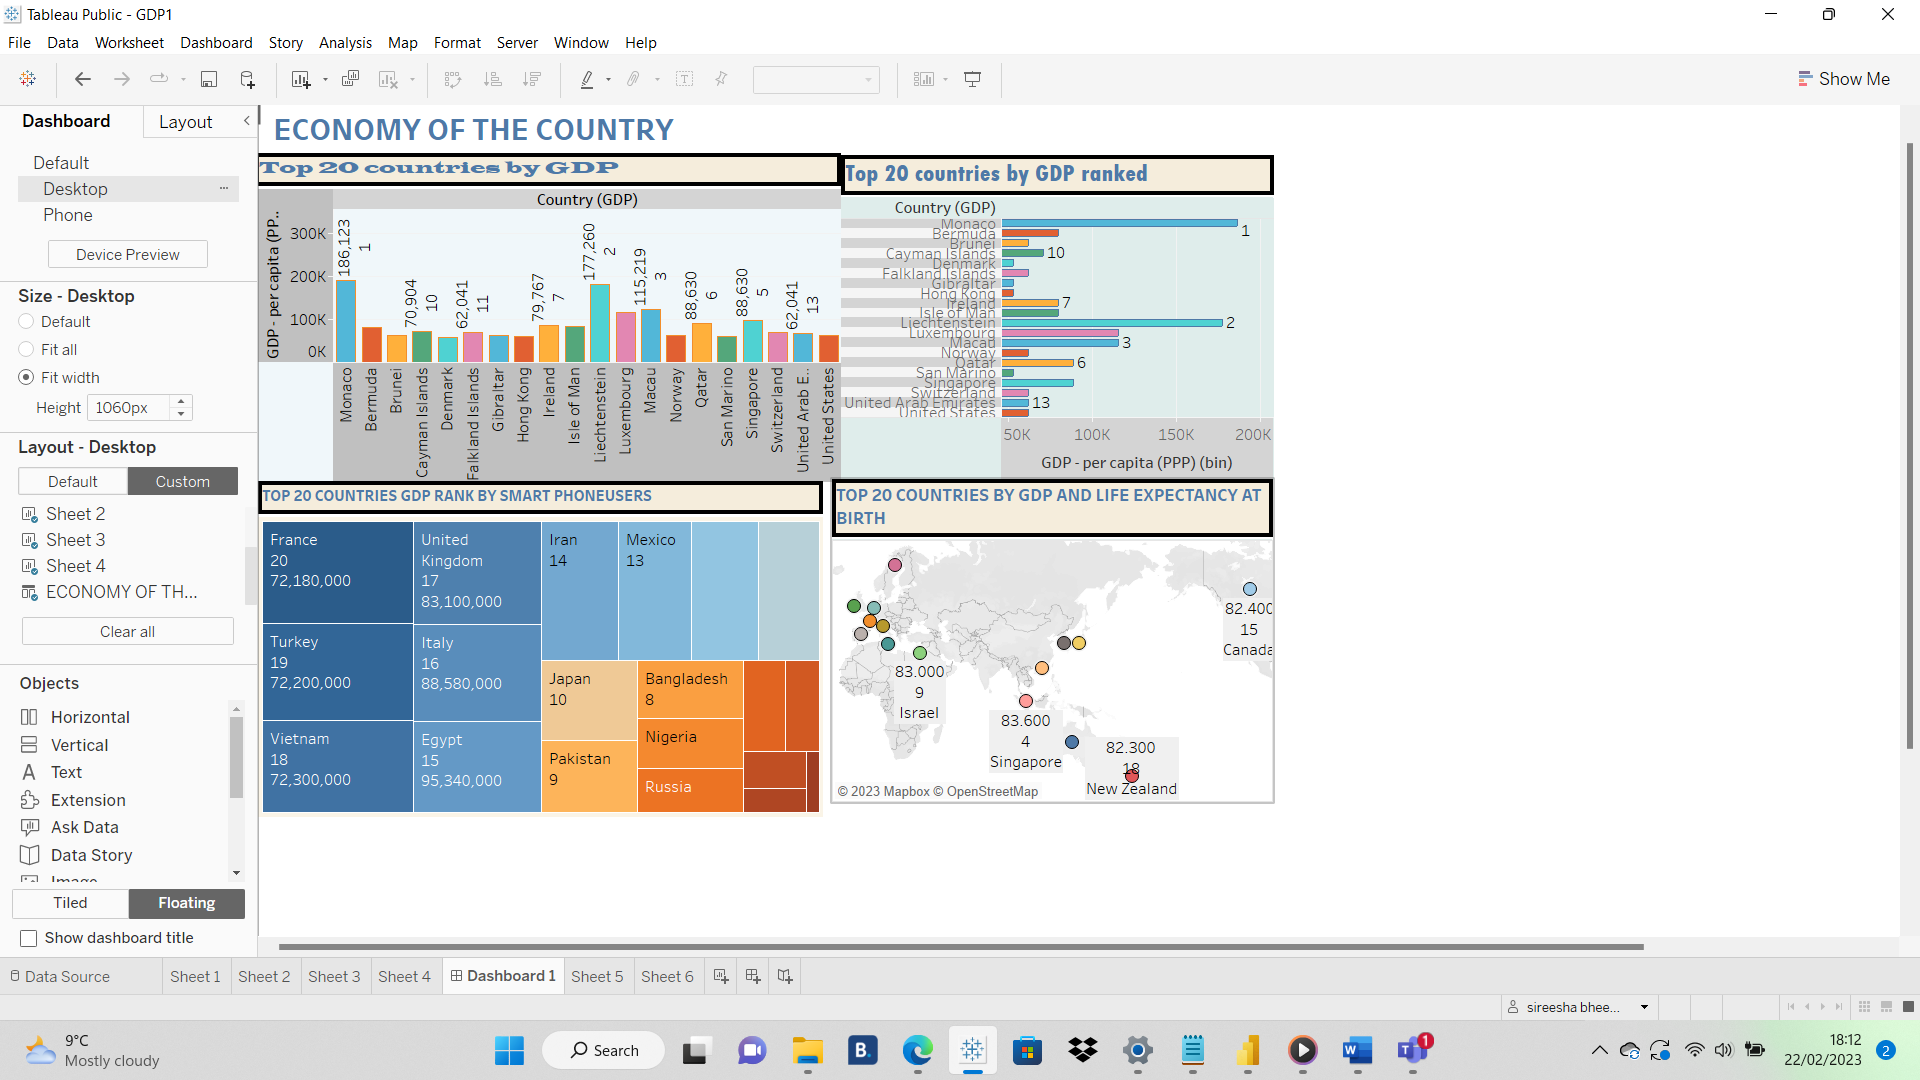 Tableau Public - GDP1
File Data Worksheet Dashboard Story Analysis Map Format Server Window Help
Show Me
Dashboard Layout
Default
Desktop
Phone
Device Preview
Size - Desktop
Default
Fit all
Fit width
Height 1060px
Layout - Desktop
Default Custom
Sheet 2
Sheet 3
Sheet 4
ECONOMY OF TH...
Clear all
Objects
Horizontal
Vertical
Text
Extension
Ask Data
Data Story
Image
Tiled Floating
Show dashboard title
ECONOMY OF THE COUNTRY
Top 20 countries by GDP
Country (GDP)
GDP - per capita (PP..
300K
200K
100K
0K
186,123 1
70,904 10
62,041 11
79,767 7
177,260 2
115,219 3
88,630 6
88,630 5
62,041 13
Monaco
Bermuda
Brunei
Cayman Islands
Denmark
Falkland Islands
Gibraltar
Hong Kong
Ireland
Isle of Man
Liechtenstein
Luxembourg
Macau
Norway
Qatar
San Marino
Singapore
Switzerland
United Arab E..
United States
Top 20 countries by GDP ranked
Country (GDP)
Monaco 1
Bermuda
Brunei
Cayman Islands 10
Denmark
Falkland Islands
Gibraltar
Hong Kong
Ireland 7
Isle of Man
Liechtenstein 2
Luxembourg
Macau 3
Norway
Qatar 6
San Marino
Singapore
Switzerland
United Arab Emirates 13
United States
50K 100K 150K 200K
GDP - per capita (PPP) (bin)
TOP 20 COUNTRIES GDP RANK BY SMART PHONEUSERS
France
20
72,180,000
Turkey
19
72,200,000
Vietnam
18
72,300,000
United
Kingdom
17
83,100,000
Italy
16
88,580,000
Egypt
15
95,340,000
Iran
14
Mexico
13
Japan
10
Pakistan
9
Bangladesh
8
Nigeria
Russia
TOP 20 COUNTRIES BY GDP AND LIFE EXPECTANCY AT
BIRTH
82.400
15
Canada
83.000
9
Israel
83.600
4
Singapore
82.300
18
New Zealand
© 2023 Mapbox © OpenStreetMap
Data Source Sheet 1 Sheet 2 Sheet 3 Sheet 4 Dashboard 1 Sheet 5 Sheet 6
sireesha bhee...
9°C
Mostly cloudy
Search
B.
W
T
1
18:12
22/02/2023
2